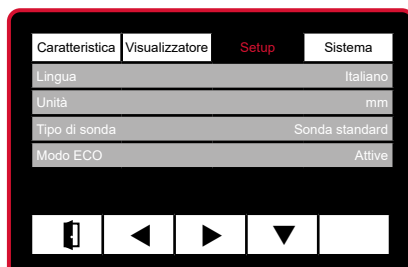 Caratteristica Visualizzatore Setup Sistema
Lingua Italiano
Unità mm
Tipo di sonda Sonda standard
Modo ECO Attive